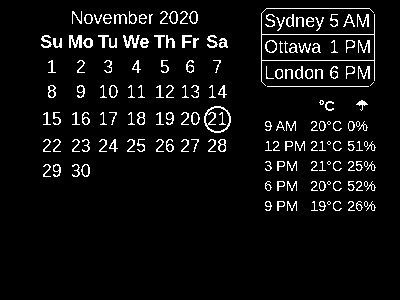 November 2020
Su Mo Tu We Th Fr Sa
1 2 3 4 5 6 7
8 9 10 11 12 13 14
15 16 17 18 19 20 21
22 23 24 25 26 27 28
29 30
Sydney 5 AM
Ottawa 1 PM
London 6 PM
°C ☂
9 AM 20°C 0%
12 PM 21°C 51%
3 PM 21°C 25%
6 PM 20°C 52%
9 PM 19°C 26%